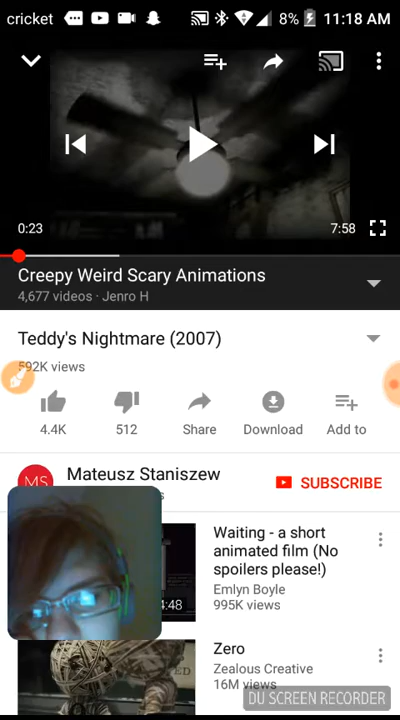 cricket 8% 11:18 AM
0:23 7:58
Creepy Weird Scary Animations
4,677 videos · Jenro H
Teddy's Nightmare (2007)
592K views
4.4K 512 Share Download Add to
MS Mateusz Staniszew SUBSCRIBE
Waiting - a short
animated film (No
spoilers please!)
Emlyn Boyle
995K views
4:48
Zero
Zealous Creative
16M views
ED
DU SCREEN RECORDER